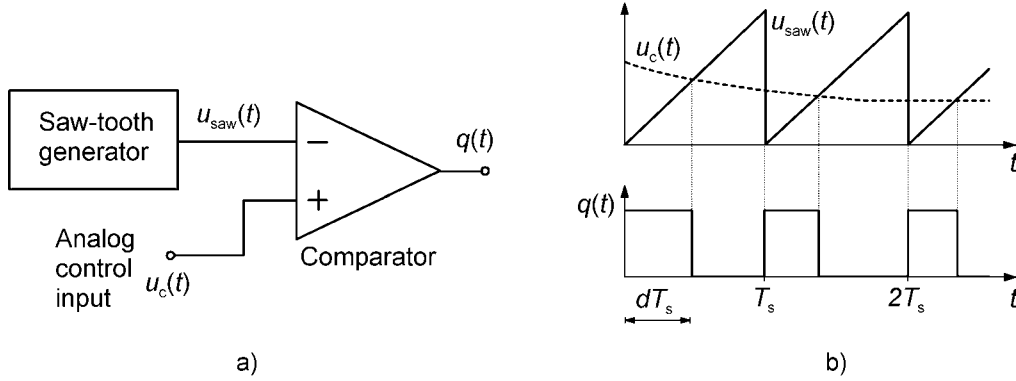 Saw-tooth
generator
u_saw(t)
q(t)
Analog
control
input
u_c(t)
Comparator
a)
u_c(t)
u_saw(t)
t
q(t)
dT_s
T_s
2T_s
t
b)